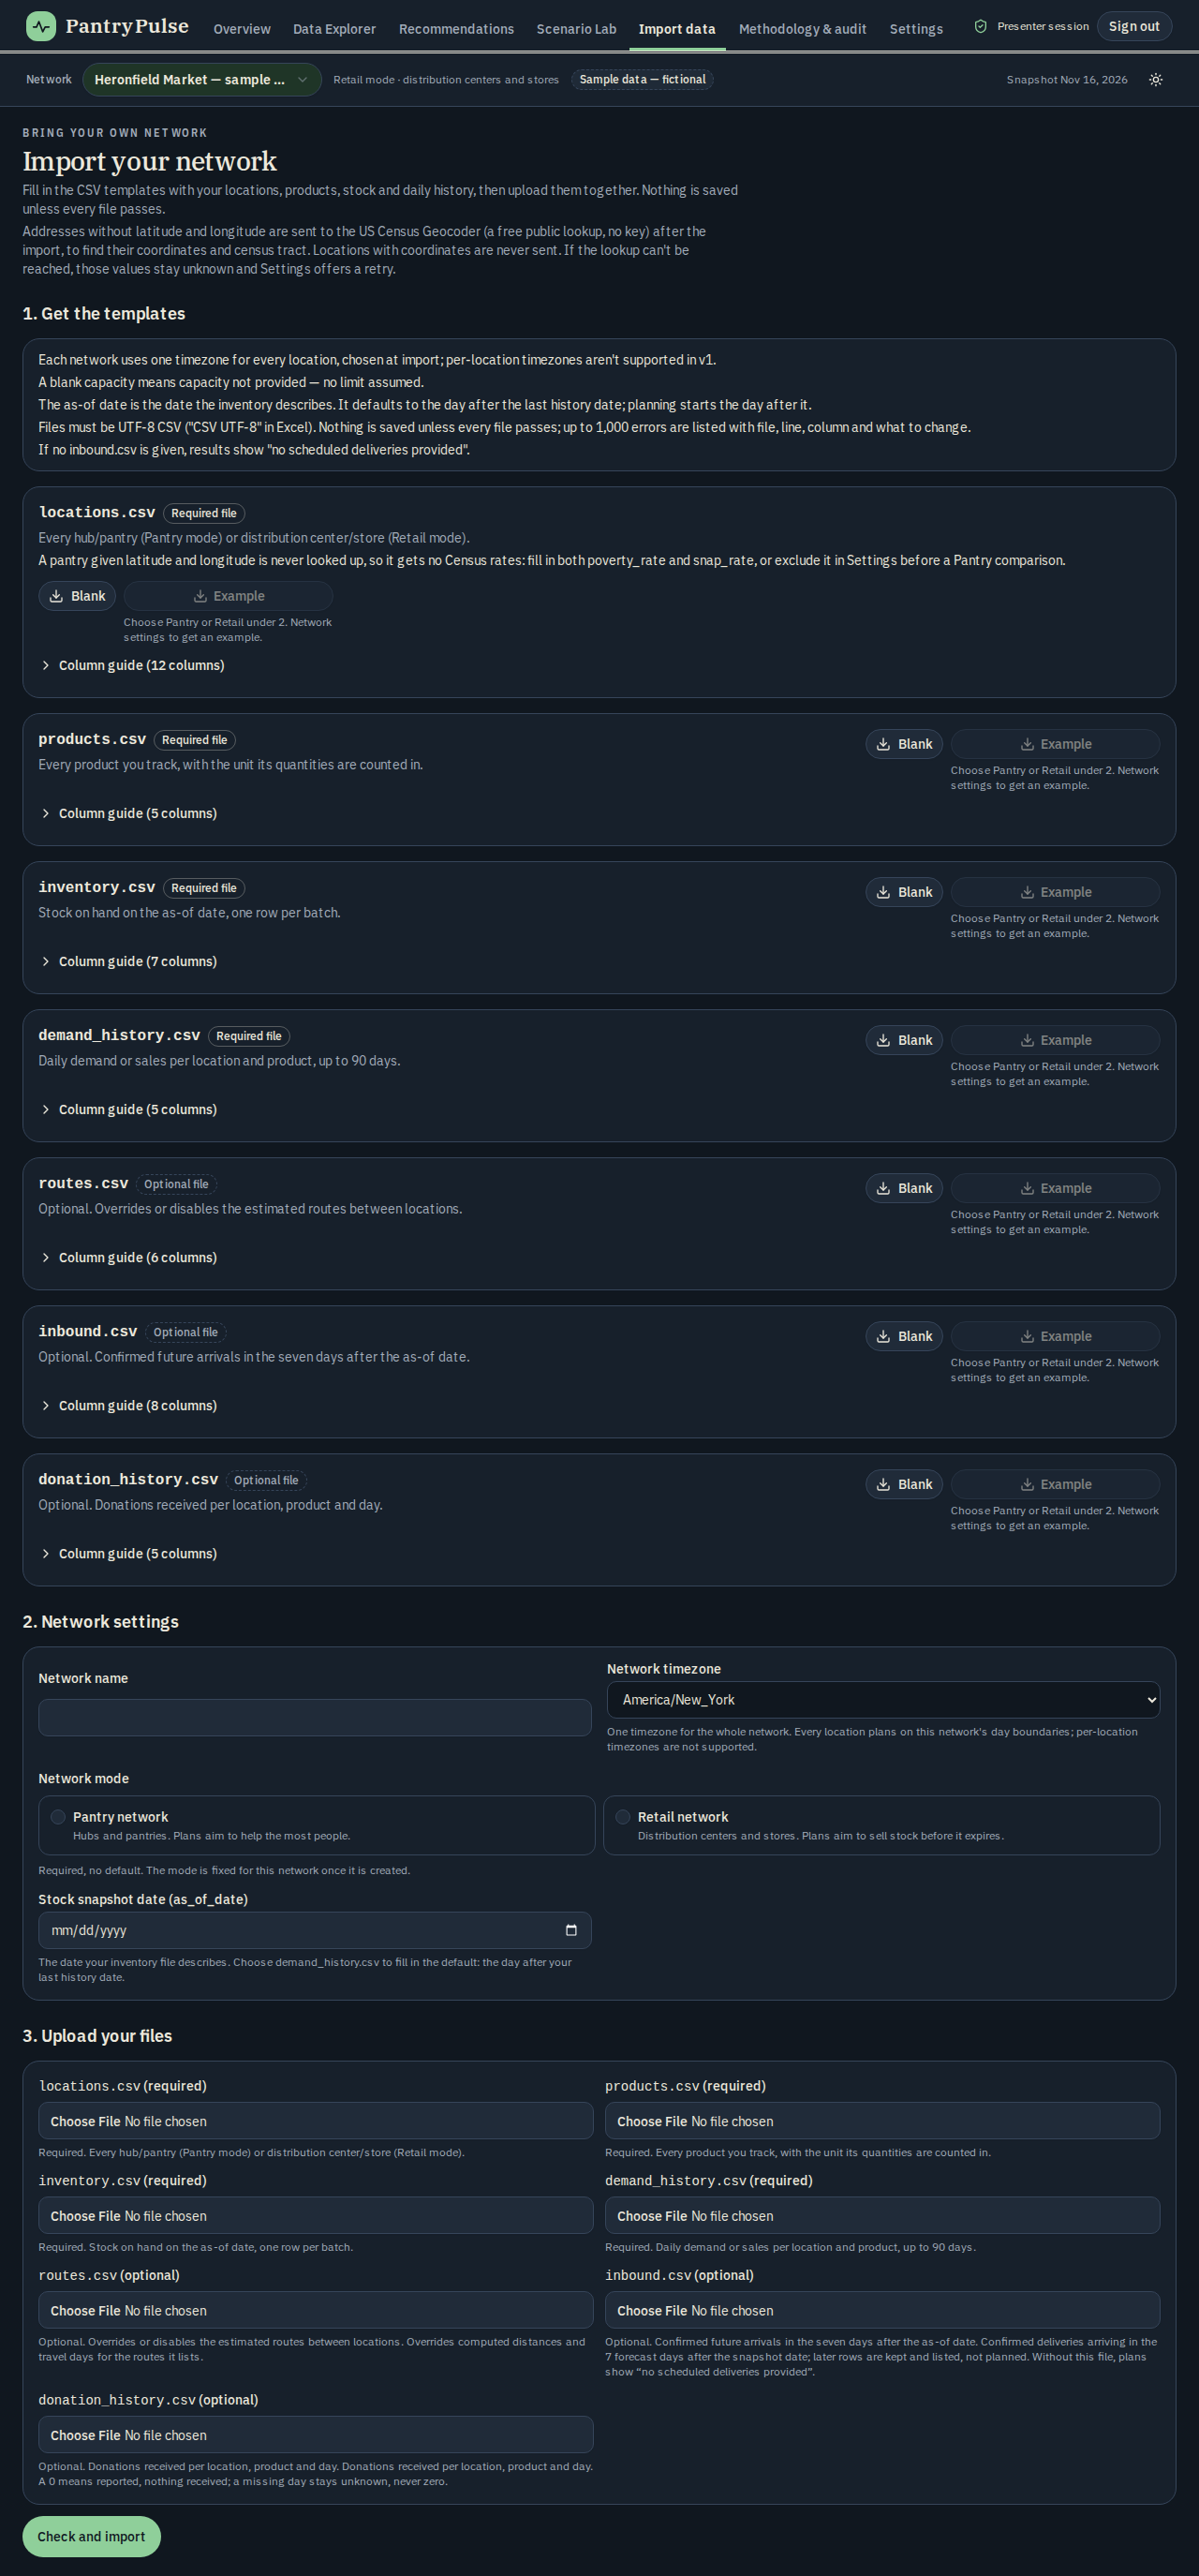 PantryPulse
Overview
Data Explorer
Recommendations
Scenario Lab
Import data
Methodology & audit
Settings
Presenter session
Sign out
Network
Heronfield Market — sample ...
Retail mode · distribution centers and stores
Sample data — fictional
Snapshot Nov 16, 2026
BRING YOUR OWN NETWORK
Import your network
Fill in the CSV templates with your locations, products, stock and daily history, then upload them together. Nothing is saved
unless every file passes.
Addresses without latitude and longitude are sent to the US Census Geocoder (a free public lookup, no key) after the
import, to find their coordinates and census tract. Locations with coordinates are never sent. If the lookup can't be
reached, those values stay unknown and Settings offers a retry.
1. Get the templates
Each network uses one timezone for every location, chosen at import; per-location timezones aren't supported in v1.
A blank capacity means capacity not provided — no limit assumed.
The as-of date is the date the inventory describes. It defaults to the day after the last history date; planning starts the day after it.
Files must be UTF-8 CSV ("CSV UTF-8" in Excel). Nothing is saved unless every file passes; up to 1,000 errors are listed with file, line, column and what to change.
If no inbound.csv is given, results show "no scheduled deliveries provided".
locations.csv
Required file
Every hub/pantry (Pantry mode) or distribution center/store (Retail mode).
A pantry given latitude and longitude is never looked up, so it gets no Census rates: fill in both poverty_rate and snap_rate, or exclude it in Settings before a Pantry comparison.
Blank
Example
Choose Pantry or Retail under 2. Network
settings to get an example.
Column guide (12 columns)
products.csv
Required file
Every product you track, with the unit its quantities are counted in.
Blank
Example
Choose Pantry or Retail under 2. Network
settings to get an example.
Column guide (5 columns)
inventory.csv
Required file
Stock on hand on the as-of date, one row per batch.
Blank
Example
Choose Pantry or Retail under 2. Network
settings to get an example.
Column guide (7 columns)
demand_history.csv
Required file
Daily demand or sales per location and product, up to 90 days.
Blank
Example
Choose Pantry or Retail under 2. Network
settings to get an example.
Column guide (5 columns)
routes.csv
Optional file
Optional. Overrides or disables the estimated routes between locations.
Blank
Example
Choose Pantry or Retail under 2. Network
settings to get an example.
Column guide (6 columns)
inbound.csv
Optional file
Optional. Confirmed future arrivals in the seven days after the as-of date.
Blank
Example
Choose Pantry or Retail under 2. Network
settings to get an example.
Column guide (8 columns)
donation_history.csv
Optional file
Optional. Donations received per location, product and day.
Blank
Example
Choose Pantry or Retail under 2. Network
settings to get an example.
Column guide (5 columns)
2. Network settings
Network name
Network timezone
America/New_York
One timezone for the whole network. Every location plans on this network's day boundaries; per-location
timezones are not supported.
Network mode
Pantry network
Hubs and pantries. Plans aim to help the most people.
Retail network
Distribution centers and stores. Plans aim to sell stock before it expires.
Required, no default. The mode is fixed for this network once it is created.
Stock snapshot date (as_of_date)
mm/dd/yyyy
The date your inventory file describes. Choose demand_history.csv to fill in the default: the day after your
last history date.
3. Upload your files
locations.csv (required)
Choose File No file chosen
Required. Every hub/pantry (Pantry mode) or distribution center/store (Retail mode).
products.csv (required)
Choose File No file chosen
Required. Every product you track, with the unit its quantities are counted in.
inventory.csv (required)
Choose File No file chosen
Required. Stock on hand on the as-of date, one row per batch.
demand_history.csv (required)
Choose File No file chosen
Required. Daily demand or sales per location and product, up to 90 days.
routes.csv (optional)
Choose File No file chosen
Optional. Overrides or disables the estimated routes between locations. Overrides computed distances and
travel days for the routes it lists.
inbound.csv (optional)
Choose File No file chosen
Optional. Confirmed future arrivals in the seven days after the as-of date. Confirmed deliveries arriving in the
7 forecast days after the snapshot date; later rows are kept and listed, not planned. Without this file, plans
show “no scheduled deliveries provided”.
donation_history.csv (optional)
Choose File No file chosen
Optional. Donations received per location, product and day. Donations received per location, product and day.
A 0 means reported, nothing received; a missing day stays unknown, never zero.
Check and import